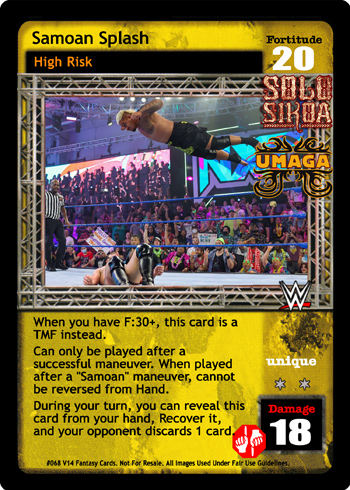 Samoan Splash
Fortitude
20
High Risk
SOLO
SIKOA
UMAGA
When you have F:30+, this card is a
TMF instead.
Can only be played after a
successful maneuver. When played
after a "Samoan" maneuver, cannot
be reversed from Hand.
During your turn, you can reveal this
card from your hand, Recover it,
and your opponent discards 1 card.
unique
Damage
18
#068 V14 Fantasy Cards. Not For Resale. All Images Used Under Fair Use Guidelines.